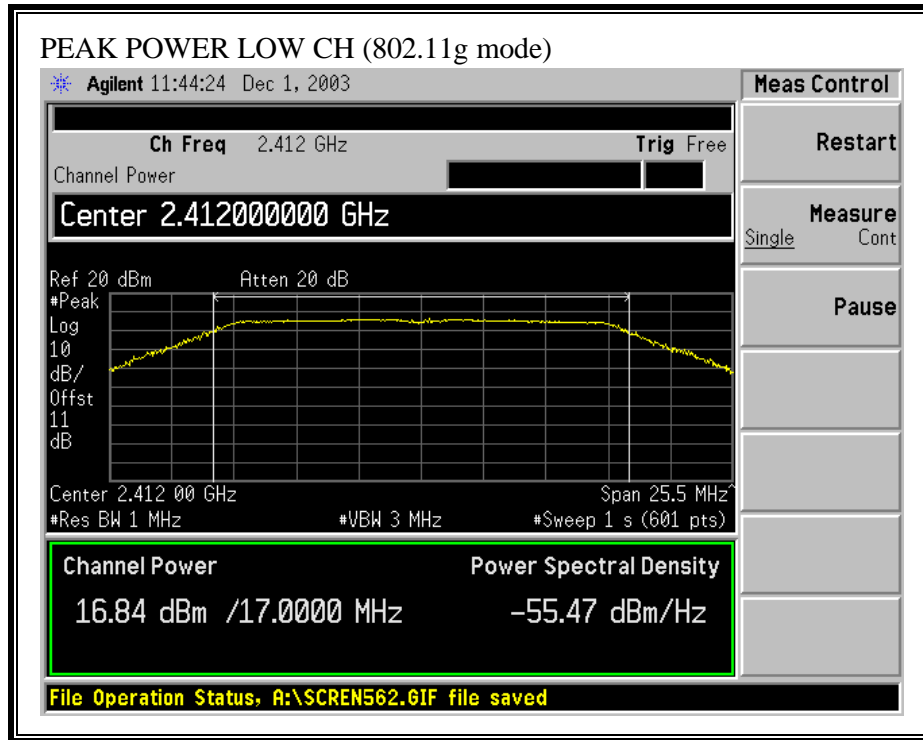 PEAK POWER LOW CH (802.11g mode)
Agilent 11:44:24 Dec 1, 2003
Meas Control
Ch Freq 2.412 GHz Trig Free
Restart
Channel Power
Center 2.412000000 GHz
Measure
Single Cont
Ref 20 dBm Atten 20 dB
#Peak
Pause
Log
10
dB/
Offst
11
dB
Center 2.412 00 GHz Span 25.5 MHz^
#Res BW 1 MHz #VBW 3 MHz #Sweep 1 s (601 pts)
Channel Power Power Spectral Density
16.84 dBm /17.0000 MHz -55.47 dBm/Hz
File Operation Status, A:\SCREN562.GIF file saved